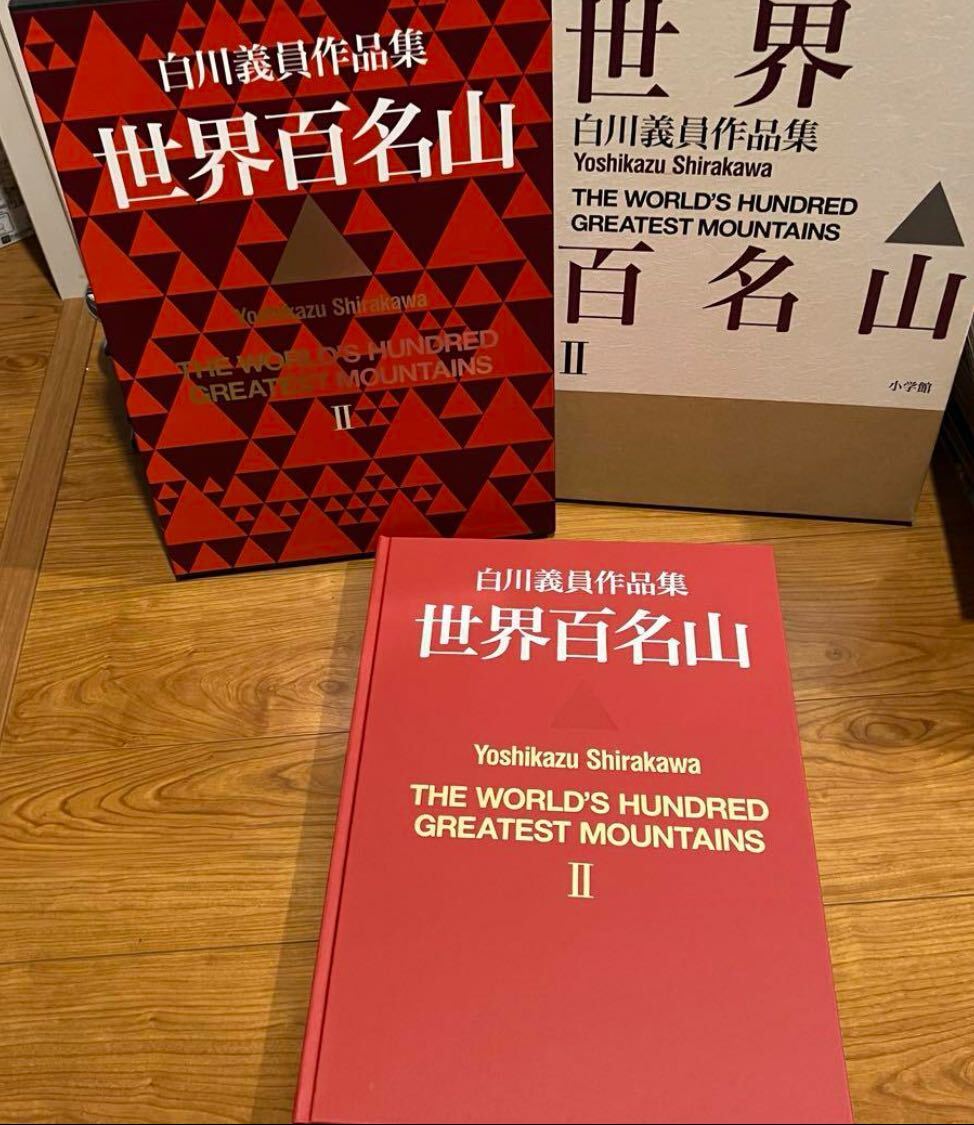 白川義員作品集
世界百名山
Yoshikazu Shirakawa
THE WORLD'S HUNDRED
GREATEST MOUNTAINS
II
世界
白川義員作品集
Yoshikazu Shirakawa
THE WORLD'S HUNDRED
GREATEST MOUNTAINS
百名山
II
小学館
白川義員作品集
世界百名山
Yoshikazu Shirakawa
THE WORLD'S HUNDRED
GREATEST MOUNTAINS
II